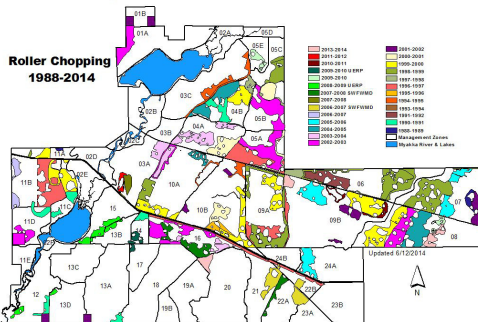 Roller Chopping
1988-2014
2013-2014
2011-2012
2010-2011
2009-2010 UERP
2009-2010
2008-2009 UERP
2007-2008 SWFWMD
2007-2008
2006-2007 SWFWMD
2006-2007
2005-2006
2004-2005
2003-2004
2002-2003
2001-2002
2000-2001
1999-2000
1998-1999
1997-1998
1996-1997
1995-1996
1994-1995
1993-1994
1991-1992
1990-1991
1988-1989
Management Zones
Myakka River & Lakes
01B
01A
02A
05D
05E
05C
03C
02B
04B
05B
04A
03B
02C
05A
02D
03A
02E
11B
10A
06
07
11C
15
10B
09A
09B
11D
13B
14
16
08
02F
Updated 6/12/2014
11E
17
24B
24A
13C
20
12
13D
13A
18
19B
19A
21
22A
22B
23A
23B
N